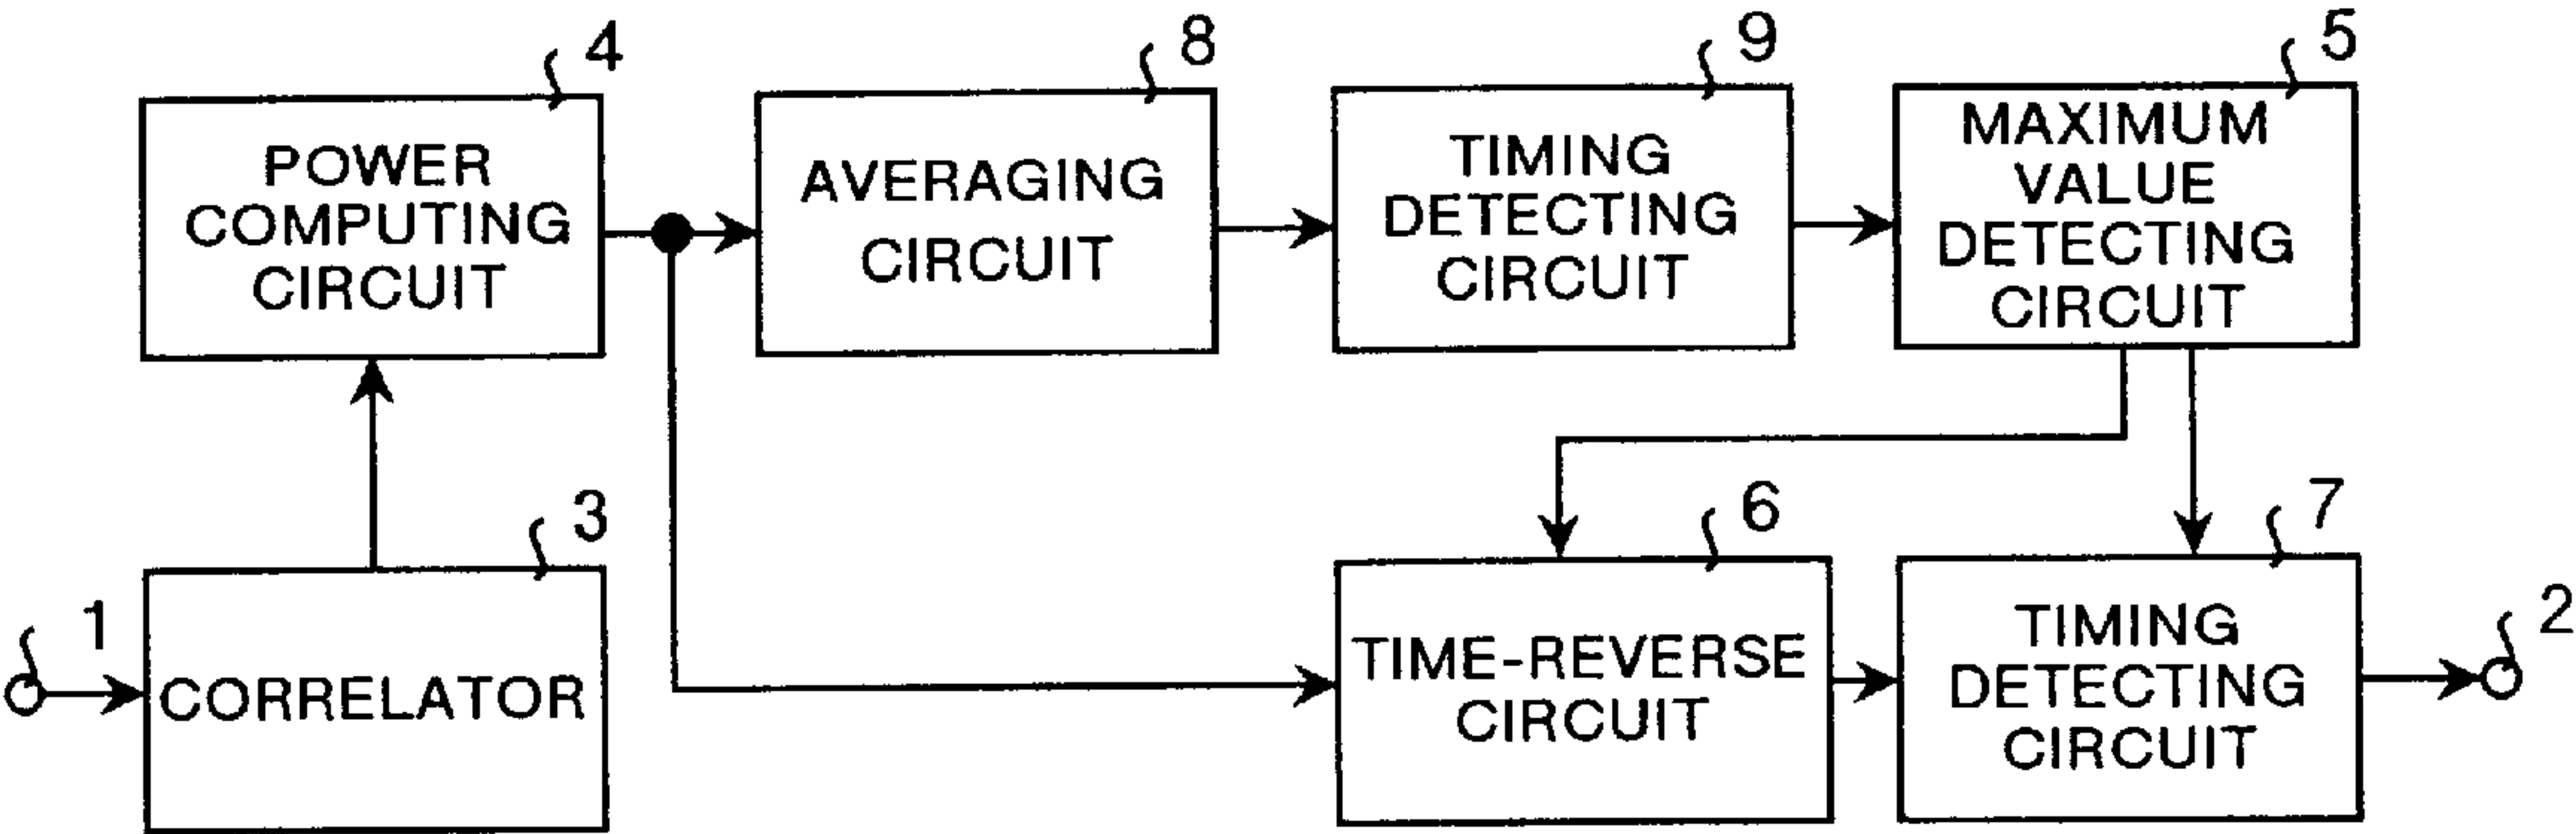 4
8
9
5
POWER
COMPUTING
CIRCUIT
AVERAGING
CIRCUIT
TIMING
DETECTING
CIRCUIT
MAXIMUM
VALUE
DETECTING
CIRCUIT
1
3
CORRELATOR
6
TIME-REVERSE
CIRCUIT
7
TIMING
DETECTING
CIRCUIT
2